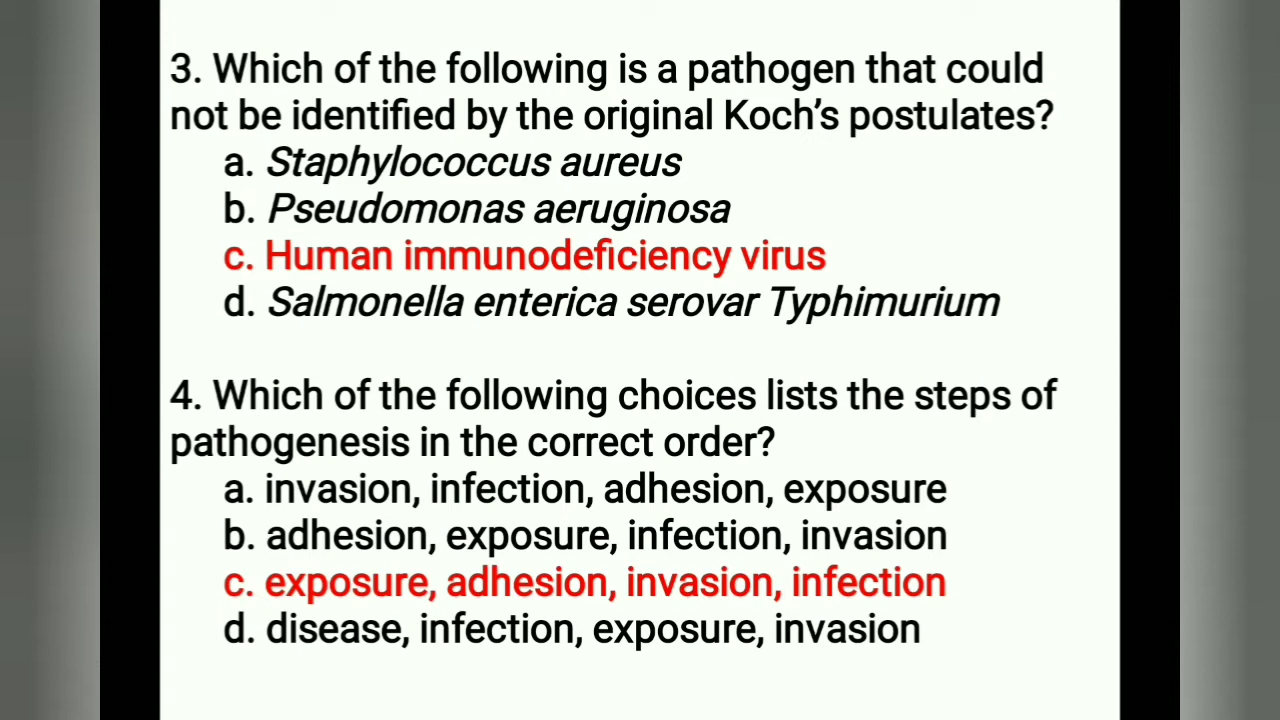 3. Which of the following is a pathogen that could
not be identified by the original Koch's postulates?
a. Staphylococcus aureus
b. Pseudomonas aeruginosa
c. Human immunodeficiency virus
d. Salmonella enterica serovar Typhimurium
4. Which of the following choices lists the steps of
pathogenesis in the correct order?
a. invasion, infection, adhesion, exposure
b. adhesion, exposure, infection, invasion
c. exposure, adhesion, invasion, infection
d. disease, infection, exposure, invasion